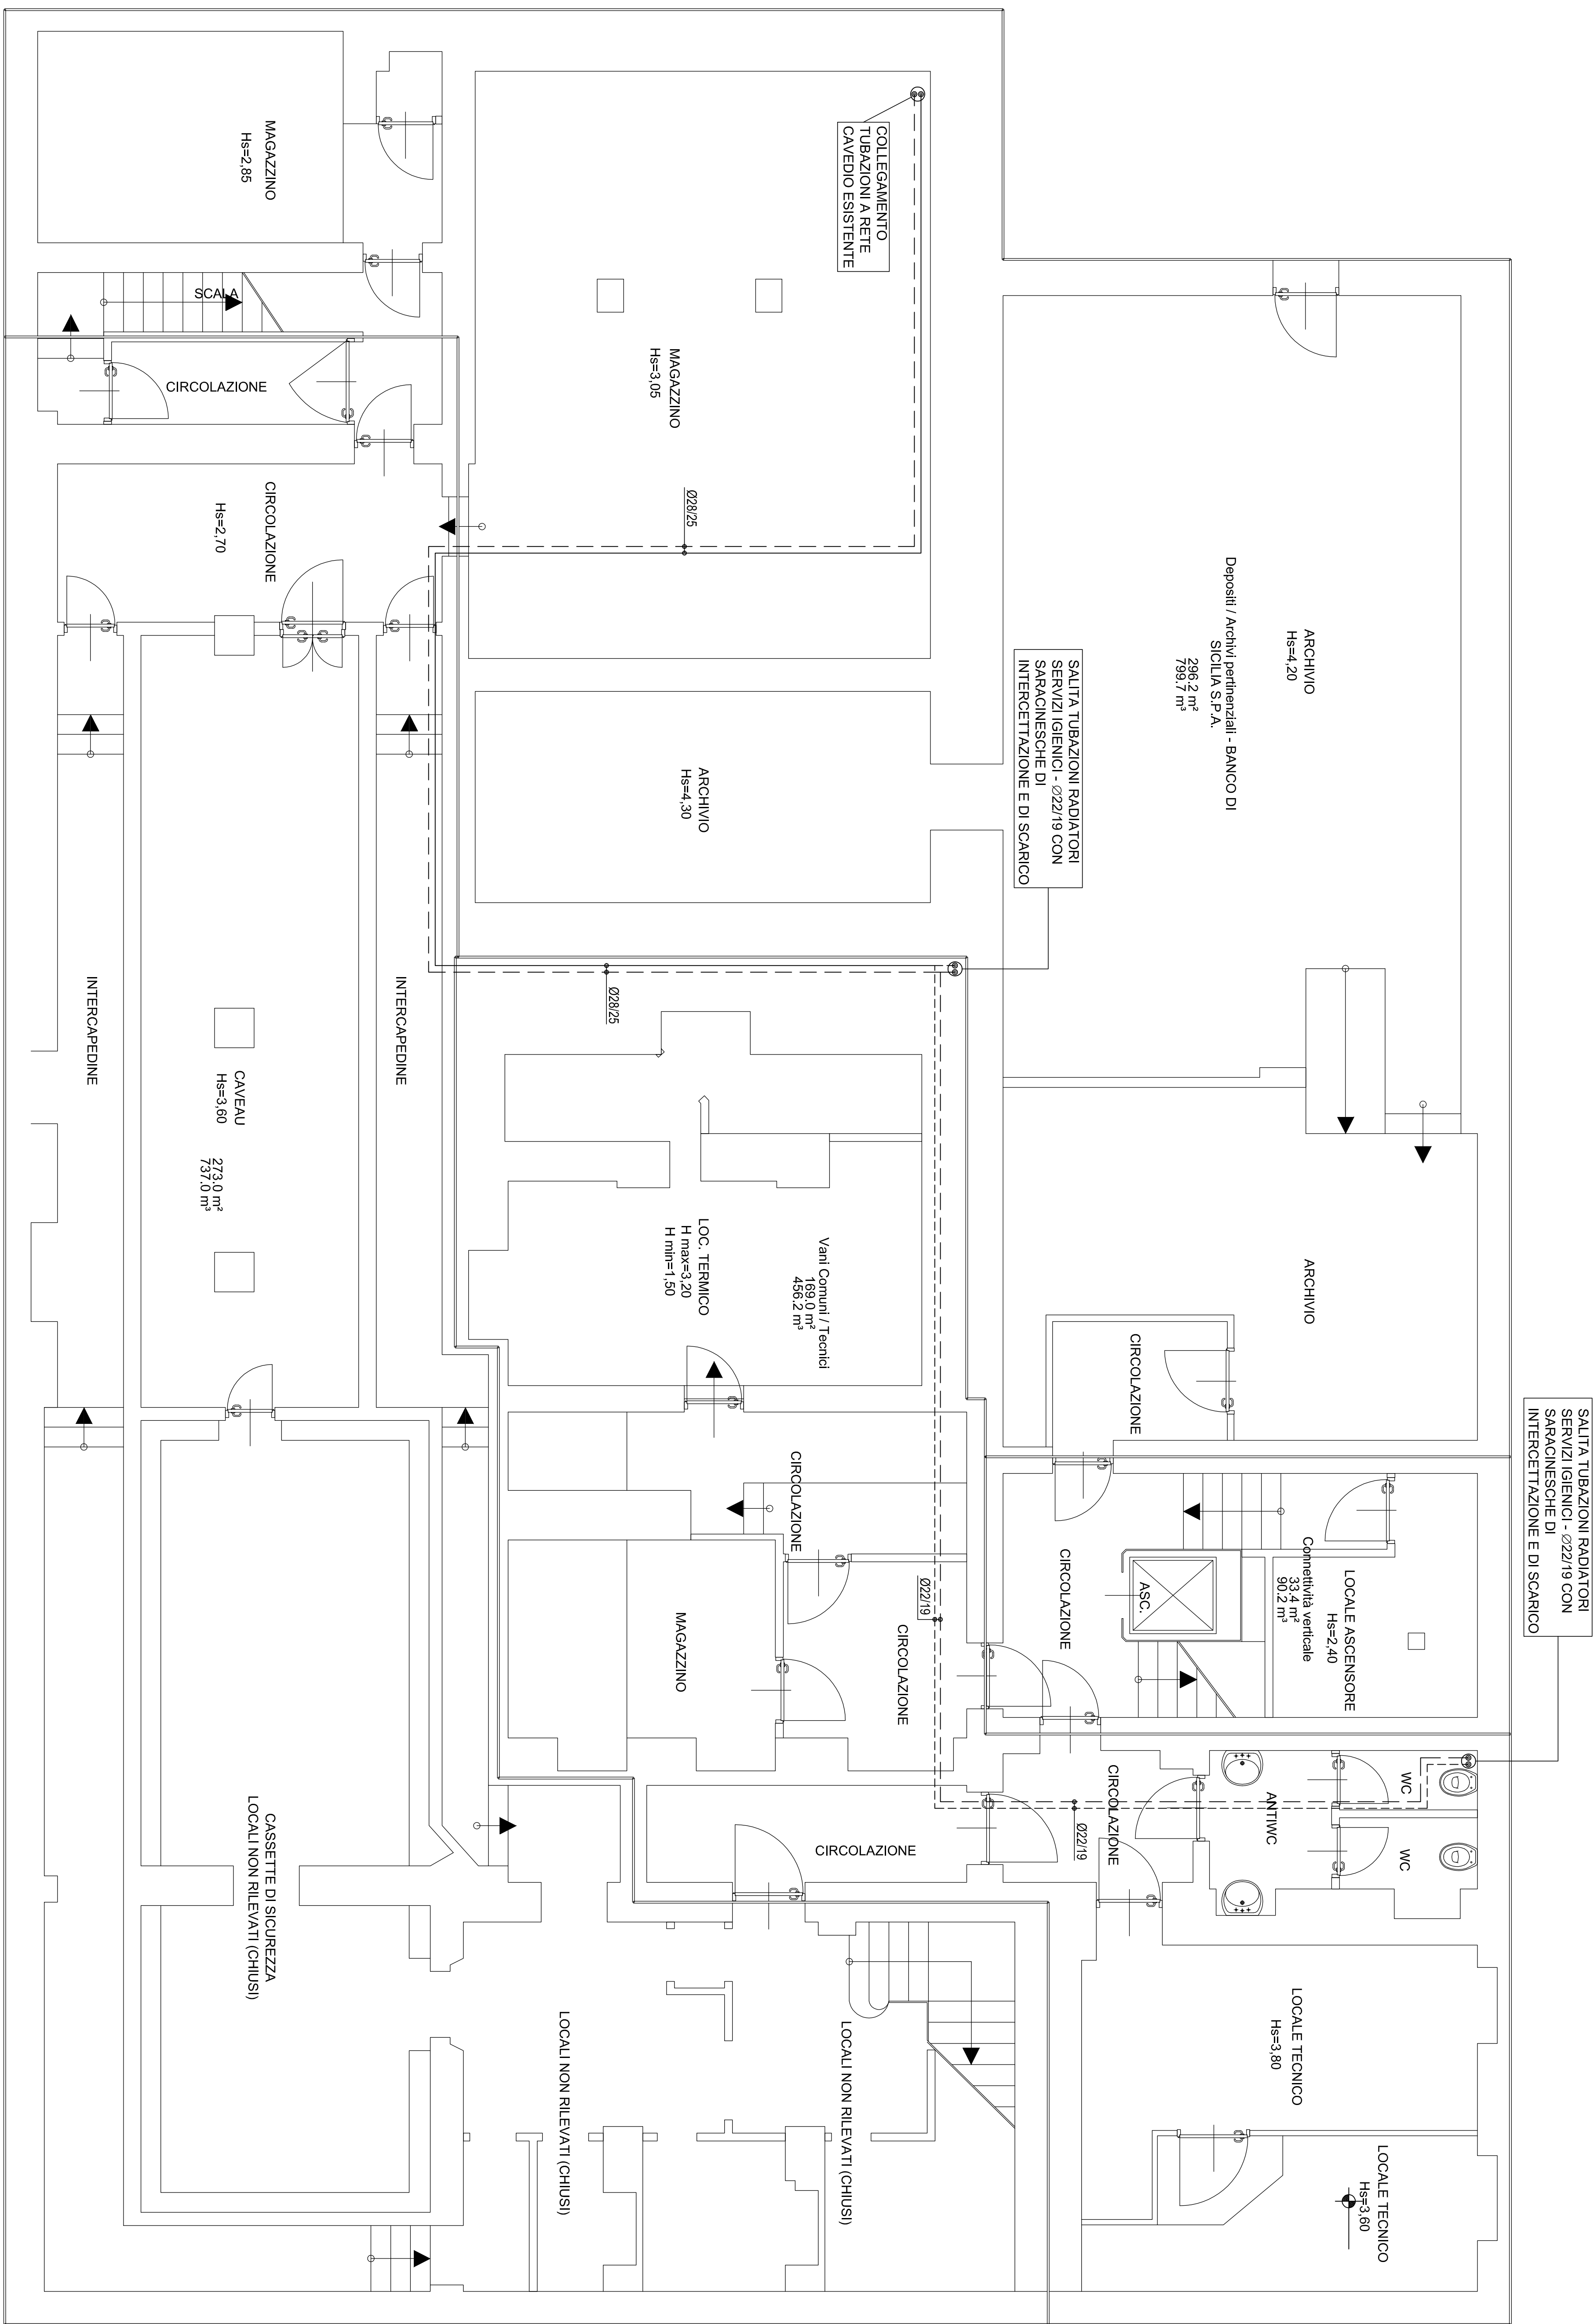 SALITA TUBAZIONI RADIATORI
SERVIZI IGIENICI - Ø22/19 CON
SARACINESCHE DI
INTERCETTAZIONE E DI SCARICO
SALITA TUBAZIONI RADIATORI
SERVIZI IGIENICI - Ø22/19 CON
SARACINESCHE DI
INTERCETTAZIONE E DI SCARICO
COLLEGAMENTO
TUBAZIONI A RETE
CAVEDIO ESISTENTE
ARCHIVIO
Hs=4,20
Depositi / Archivi pertinenziali - BANCO DI
SICILIA S.P.A.
296.2 m²
799.7 m³
ARCHIVIO
CIRCOLAZIONE
LOCALE ASCENSORE
Hs=2,40
Connettività verticale
33.4 m²
90.2 m³
ASC.
CIRCOLAZIONE
WC
WC
ANTIWC
CIRCOLAZIONE
Ø22/19
LOCALE TECNICO
Hs=3,80
LOCALE TECNICO
Hs=3,60
MAGAZZINO
Hs=3,05
Ø28/25
ARCHIVIO
Hs=4,30
Ø28/25
Vani Comuni / Tecnici
169.0 m²
456.2 m³
LOC. TERMICO
H max=3,20
H min=1,50
CIRCOLAZIONE
Ø22/19
CIRCOLAZIONE
MAGAZZINO
CIRCOLAZIONE
LOCALI NON RILEVATI (CHIUSI)
LOCALI NON RILEVATI (CHIUSI)
MAGAZZINO
Hs=2,85
SCALA
CIRCOLAZIONE
CIRCOLAZIONE
Hs=2,70
INTERCAPEDINE
CAVEAU
Hs=3,60
273.0 m²
737.0 m³
INTERCAPEDINE
CASSETTE DI SICUREZZA
LOCALI NON RILEVATI (CHIUSI)